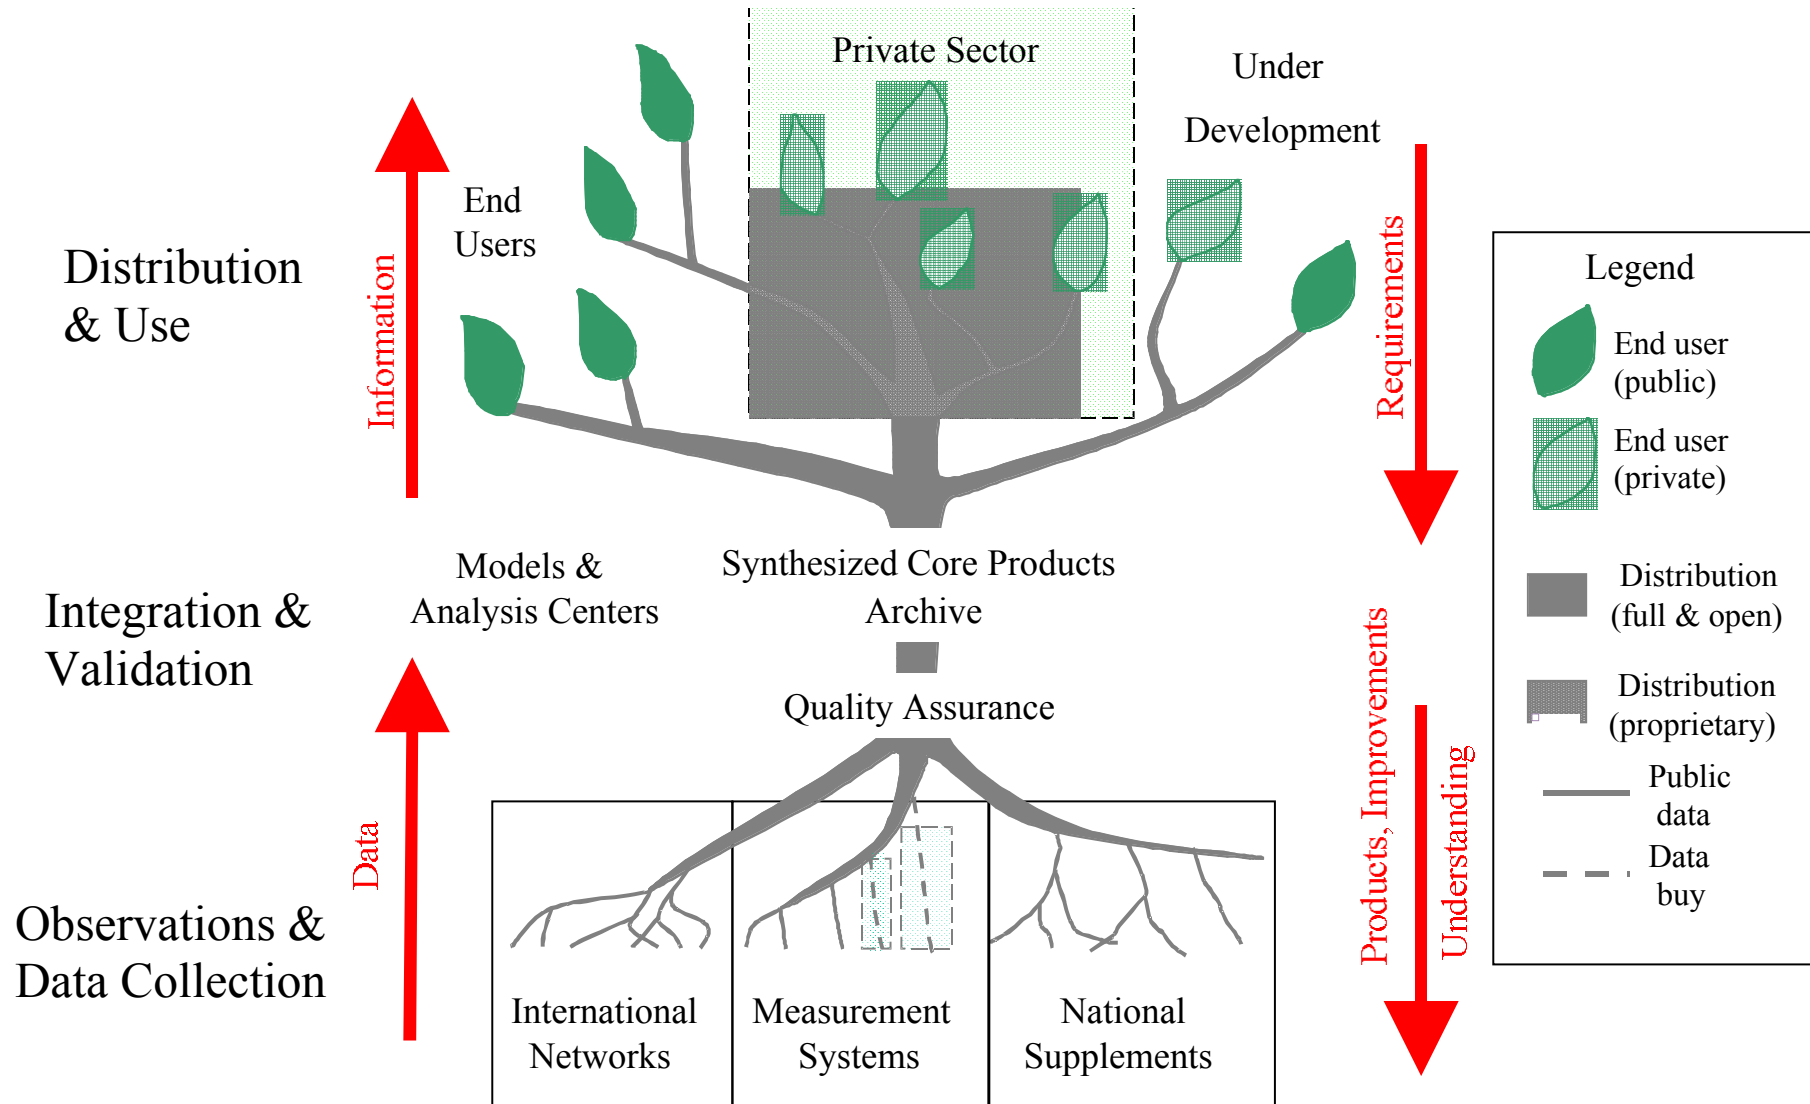 Private Sector
Under
Development
End
Users
Distribution
& Use
Information
Requirements
Legend
End user
(public)
End user
(private)
Distribution
(full & open)
Distribution
(proprietary)
Public
data
Data
buy
Models &
Analysis Centers
Synthesized Core Products
Archive
Integration &
Validation
Quality Assurance
Data
Products, Improvements
Understanding
Observations &
Data Collection
International
Networks
Measurement
Systems
National
Supplements